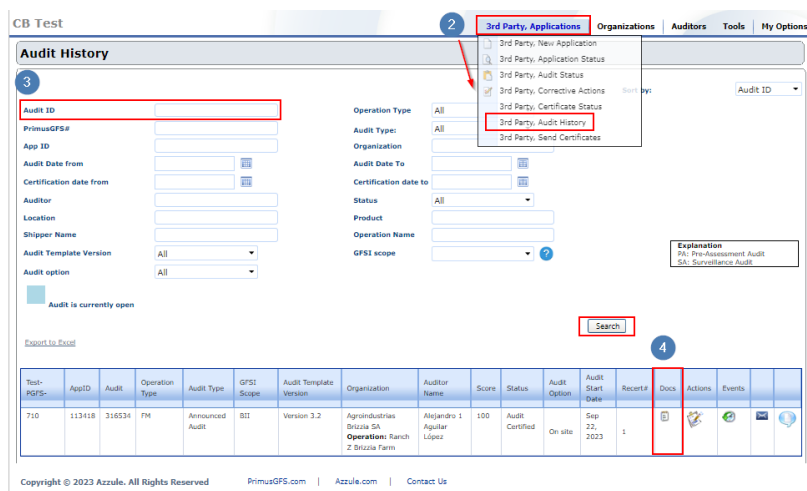 CB Test
2
3rd Party, Applications
Organizations
Auditors
Tools
My Options
Audit History
3rd Party, New Application
3rd Party, Application Status
3rd Party, Audit Status
3rd Party, Corrective Actions
3rd Party, Certificate Status
3rd Party, Audit History
3rd Party, Send Certificates
3
Sort by:
Audit ID
Audit ID
Operation Type
All
PrimusGFS#
Audit Type:
All
App ID
Organization
Audit Date from
Audit Date To
Certification date from
Certification date to
Auditor
Status
All
Location
Product
Shipper Name
Operation Name
Audit Template Version
All
GFSI scope
?
Explanation
PA: Pre-Assessment Audit
SA: Surveillance Audit
Audit option
All
Audit is currently open
Search
Export to Excel
4
Test-PGFS-
AppID
Audit
Operation Type
Audit Type
GFSI Scope
Audit Template Version
Organization
Auditor Name
Score
Status
Audit Option
Audit Start Date
Recert#
Docs
Actions
Events
710
113418
316534
FM
Announced Audit
BII
Version 3.2
Agroindustrias Brizzia SA
Operation: Ranch Z Brizzia Farm
Alejandro 1 Aguilar López
100
Audit Certified
On site
Sep 22, 2023
1
Copyright © 2023 Azzule. All Rights Reserved
PrimusGFS.com | Azzule.com | Contact Us